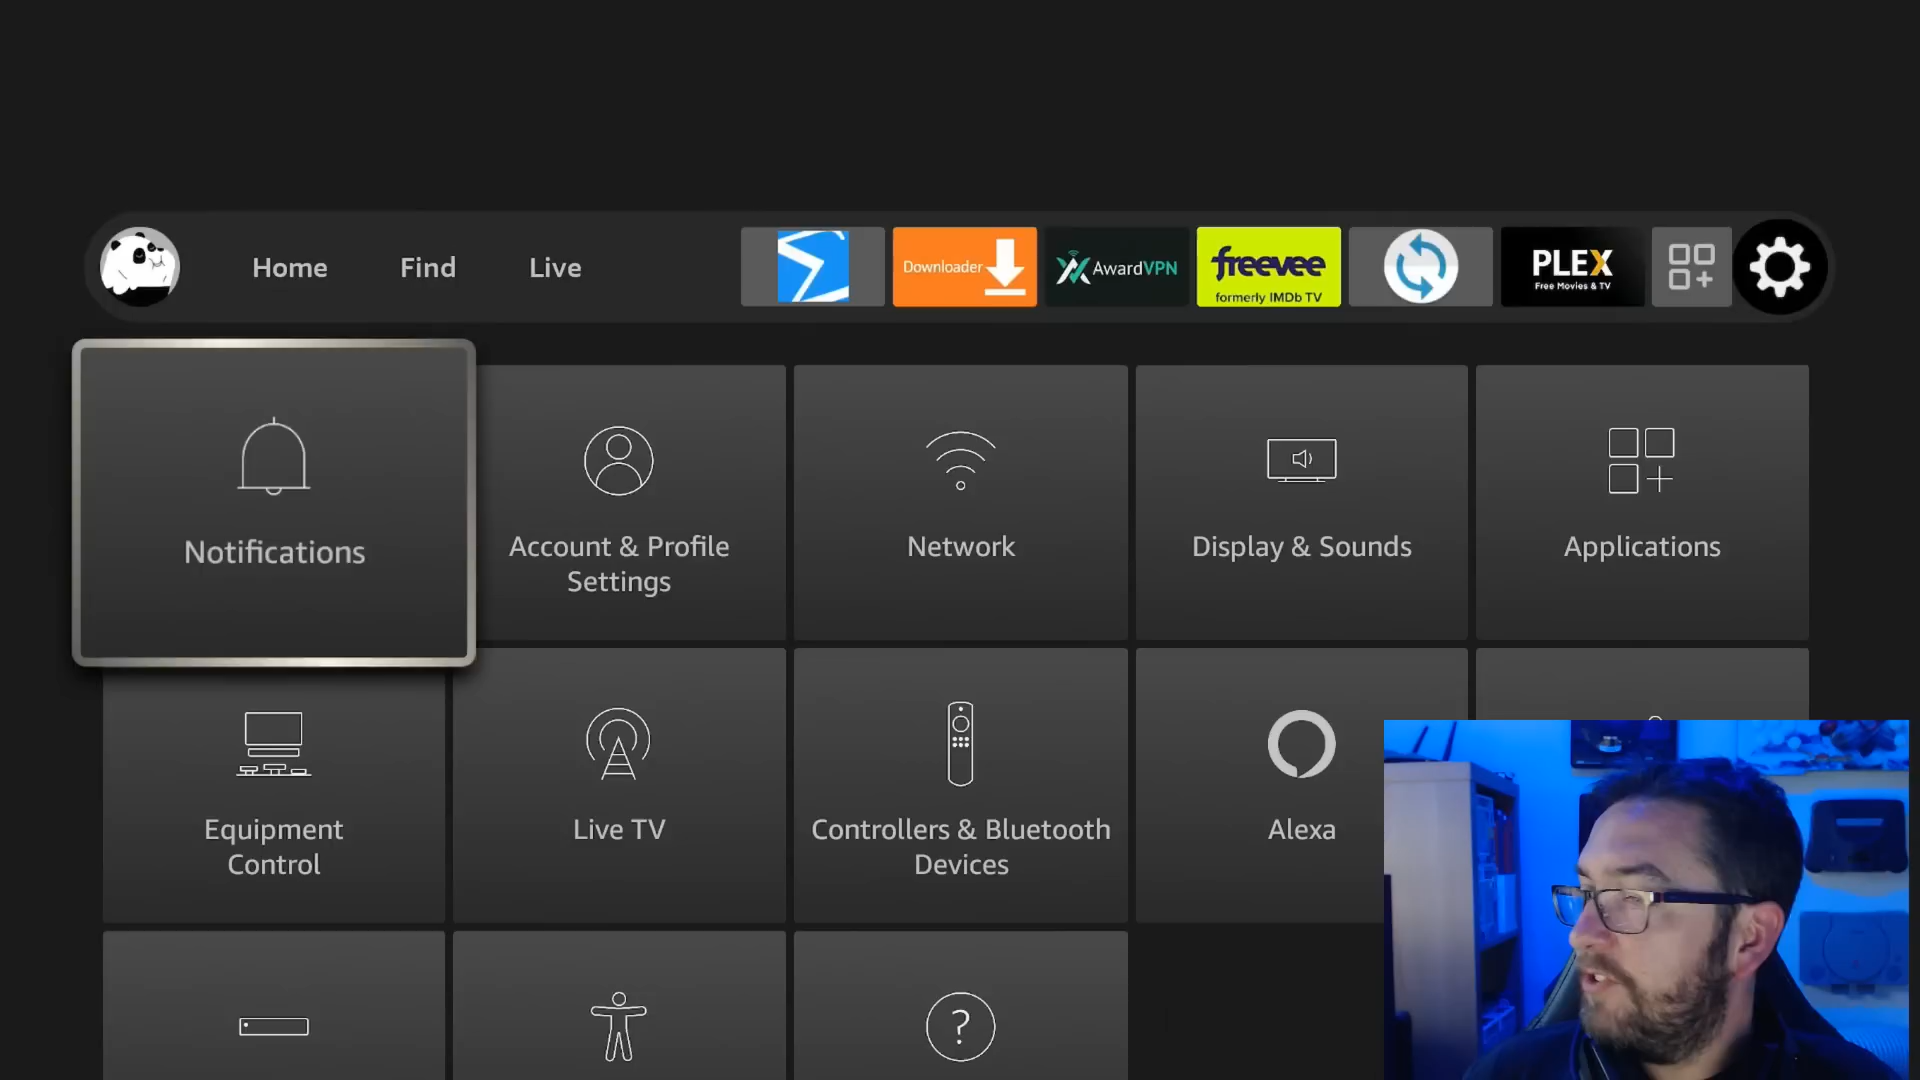 Home
Find
Live
Downloader
AwardVPN
freevee
formerly IMDb TV
PLEX
Free Movies & TV
Notifications
Account & Profile
Settings
Network
Display & Sounds
Applications
Equipment
Control
Live TV
Controllers & Bluetooth
Devices
Alexa
?